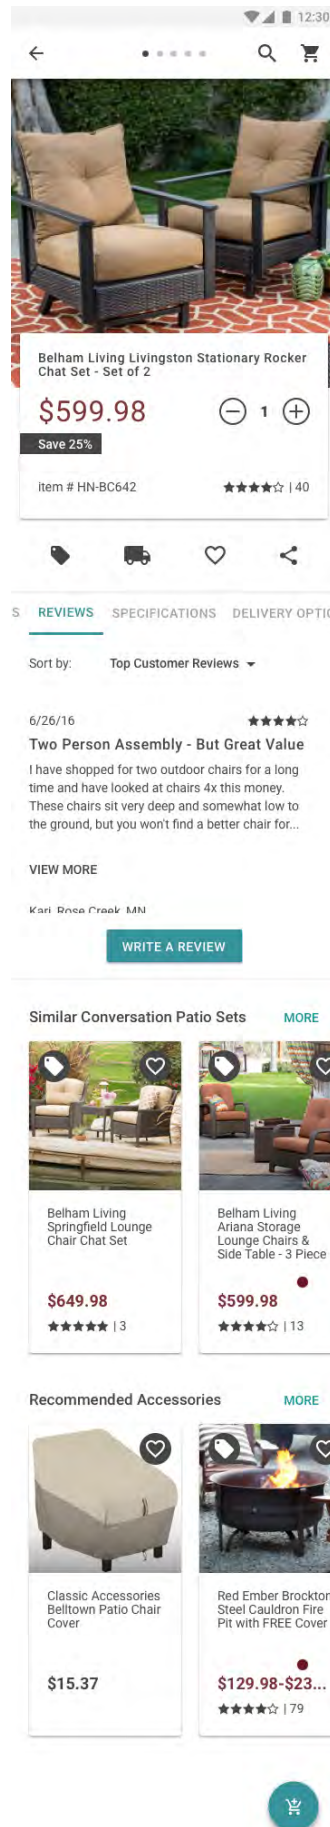 12:30
Belham Living Livingston Stationary Rocker
Chat Set - Set of 2
$599.98
1
Save 25%
item # HN-BC642
★★★★☆ | 40
S REVIEWS SPECIFICATIONS DELIVERY OPTIO
Sort by: Top Customer Reviews
6/26/16
★★★★☆
Two Person Assembly - But Great Value
I have shopped for two outdoor chairs for a long
time and have looked at chairs 4x this money.
These chairs sit very deep and somewhat low to
the ground, but you won't find a better chair for...
VIEW MORE
Kari, Rose Creek, MN
WRITE A REVIEW
Similar Conversation Patio Sets MORE
Belham Living
Springfield Lounge
Chair Chat Set
$649.98
★★★★★ | 3
Belham Living
Ariana Storage
Lounge Chairs &
Side Table - 3 Piece
$599.98
★★★★☆ | 13
Recommended Accessories MORE
Classic Accessories
Belltown Patio Chair
Cover
$15.37
Red Ember Brockton
Steel Cauldron Fire
Pit with FREE Cover
$129.98-$23...
★★★★☆ | 79